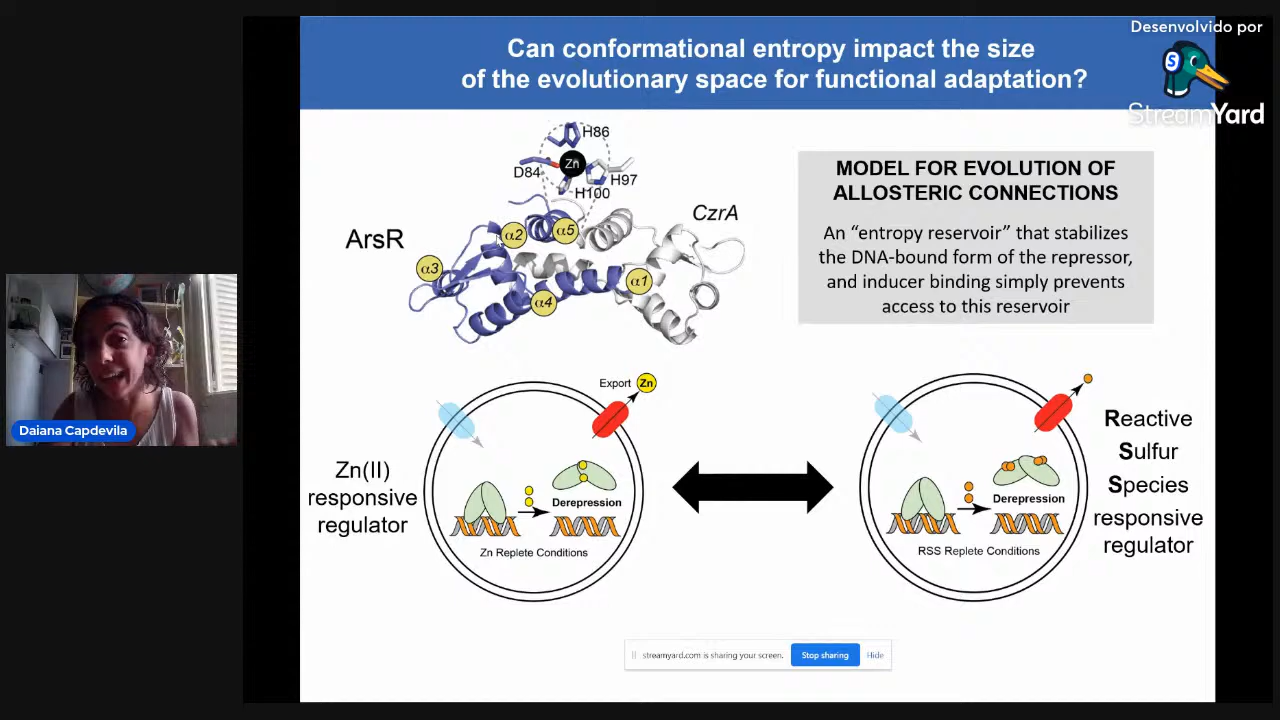 Desenvolvido por
StreamYard
Can conformational entropy impact the size
of the evolutionary space for functional adaptation?
H86
Zn
D84
H97
H100
CzrA
ArsR
α2
α5
α3
α1
α4
MODEL FOR EVOLUTION OF
ALLOSTERIC CONNECTIONS
An “entropy reservoir” that stabilizes
the DNA-bound form of the repressor,
and inducer binding simply prevents
access to this reservoir
Daiana Capdevila
Zn(II)
responsive
regulator
Export
Zn
Derepression
Zn Replete Conditions
Derepression
RSS Replete Conditions
Reactive
Sulfur
Species
responsive
regulator
streamyard.com is sharing your screen.
Stop sharing
Hide